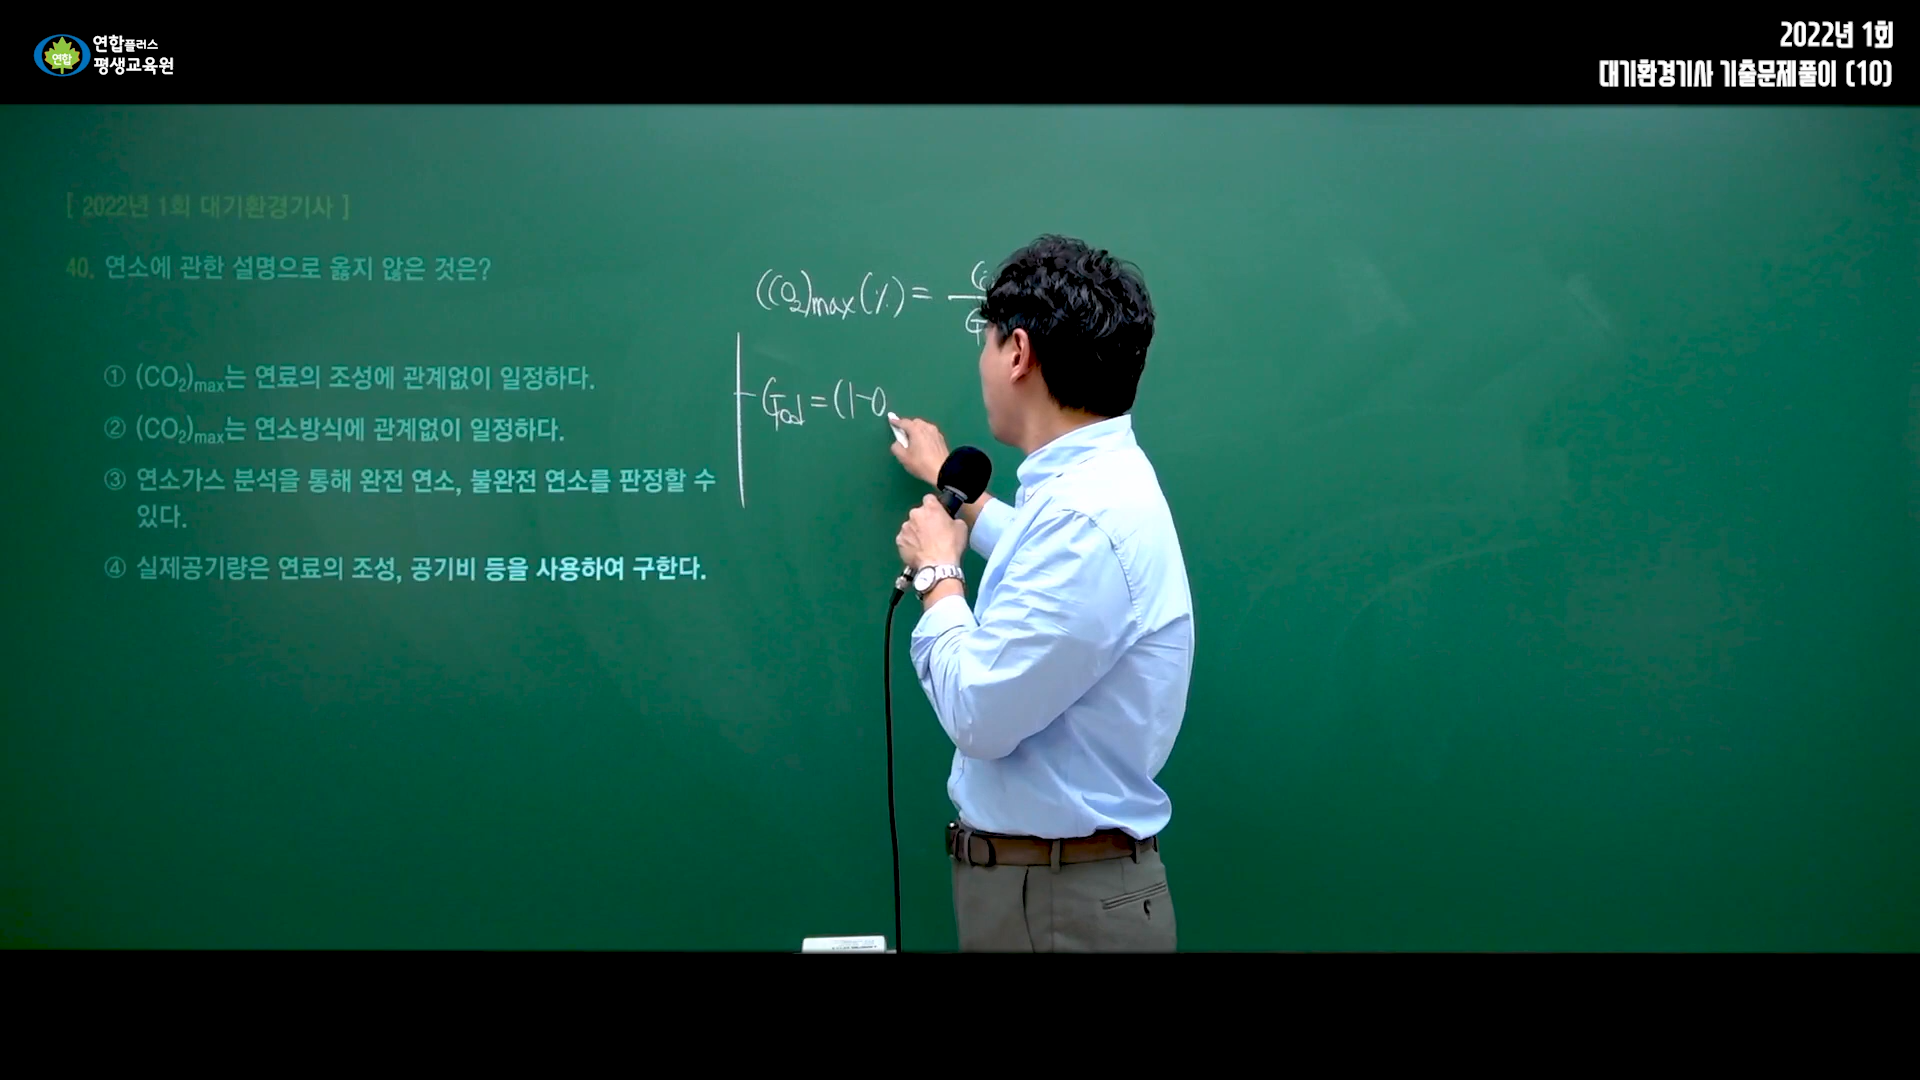 연합플러스
평생교육원
연합
2022년 1회
대기환경기사 기출문제풀이 (10)
[ 2022년 1회 대기환경기사 ]
40. 연소에 관한 설명으로 옳지 않은 것은?
① (CO₂)max는 연료의 조성에 관계없이 일정하다.
② (CO₂)max는 연소방식에 관계없이 일정하다.
③ 연소가스 분석을 통해 완전 연소, 불완전 연소를 판정할 수
있다.
④ 실제공기량은 연료의 조성, 공기비 등을 사용하여 구한다.
(CO₂)max(%) =
God = (1-0.